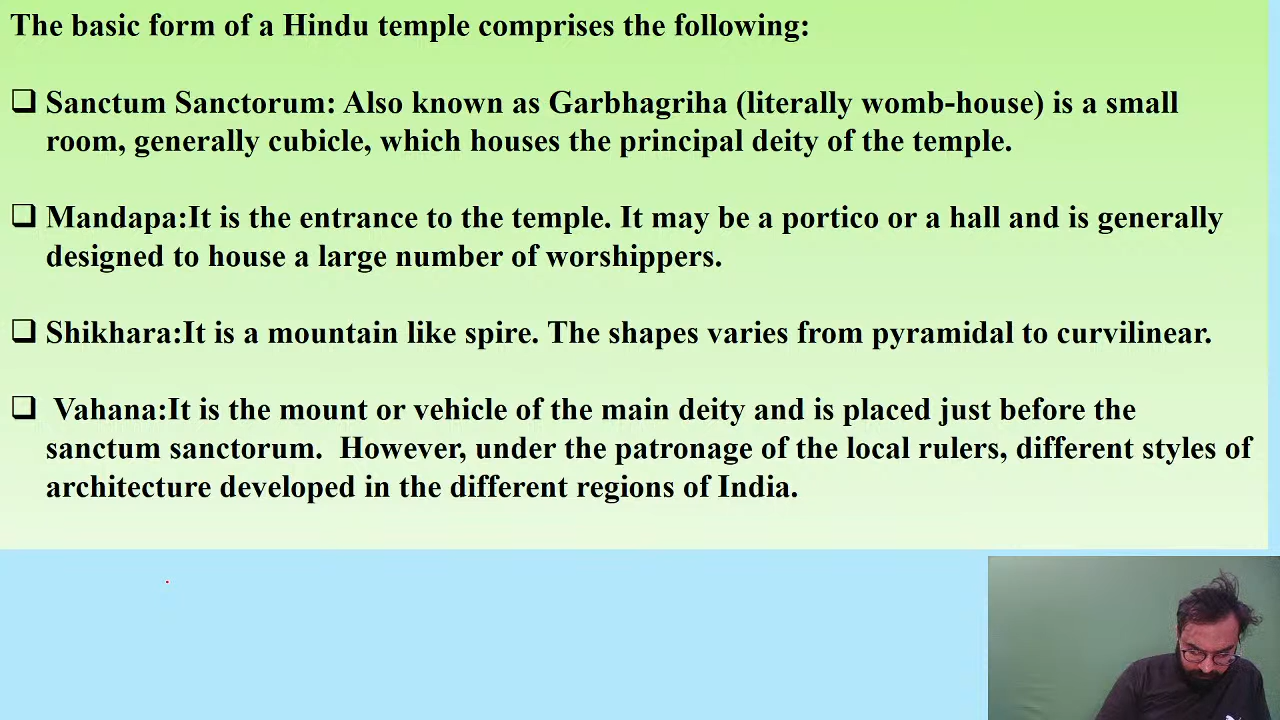 The basic form of a Hindu temple comprises the following:
❑ Sanctum Sanctorum: Also known as Garbhagriha (literally womb-house) is a small
room, generally cubicle, which houses the principal deity of the temple.
❑ Mandapa:It is the entrance to the temple. It may be a portico or a hall and is generally
designed to house a large number of worshippers.
❑ Shikhara:It is a mountain like spire. The shapes varies from pyramidal to curvilinear.
❑ Vahana:It is the mount or vehicle of the main deity and is placed just before the
sanctum sanctorum. However, under the patronage of the local rulers, different styles of
architecture developed in the different regions of India.